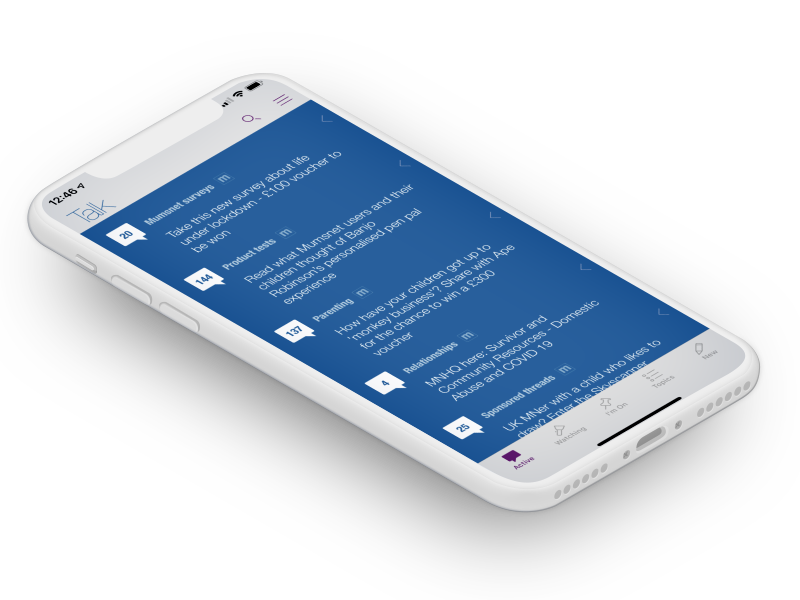 12:46
Talk
20
Mumsnet surveys m
Take this new survey about life
under lockdown - £100 voucher to
be won
144
Product tests m
Read what Mumsnet users and their
children thought of Banjo
Robinson's personalised pen pal
experience
137
Parenting m
How have your children got up to
'monkey business'? Share with Ape
for the chance to win a £300
voucher
4
Relationships m
MNHQ here: Survivor and
Community Resources - Domestic
Abuse and COVID 19
25
Sponsored threads m
UK MNer with a child who likes to
draw? Enter the Skyscanner
Active
Watching
I'm On
Topics
New